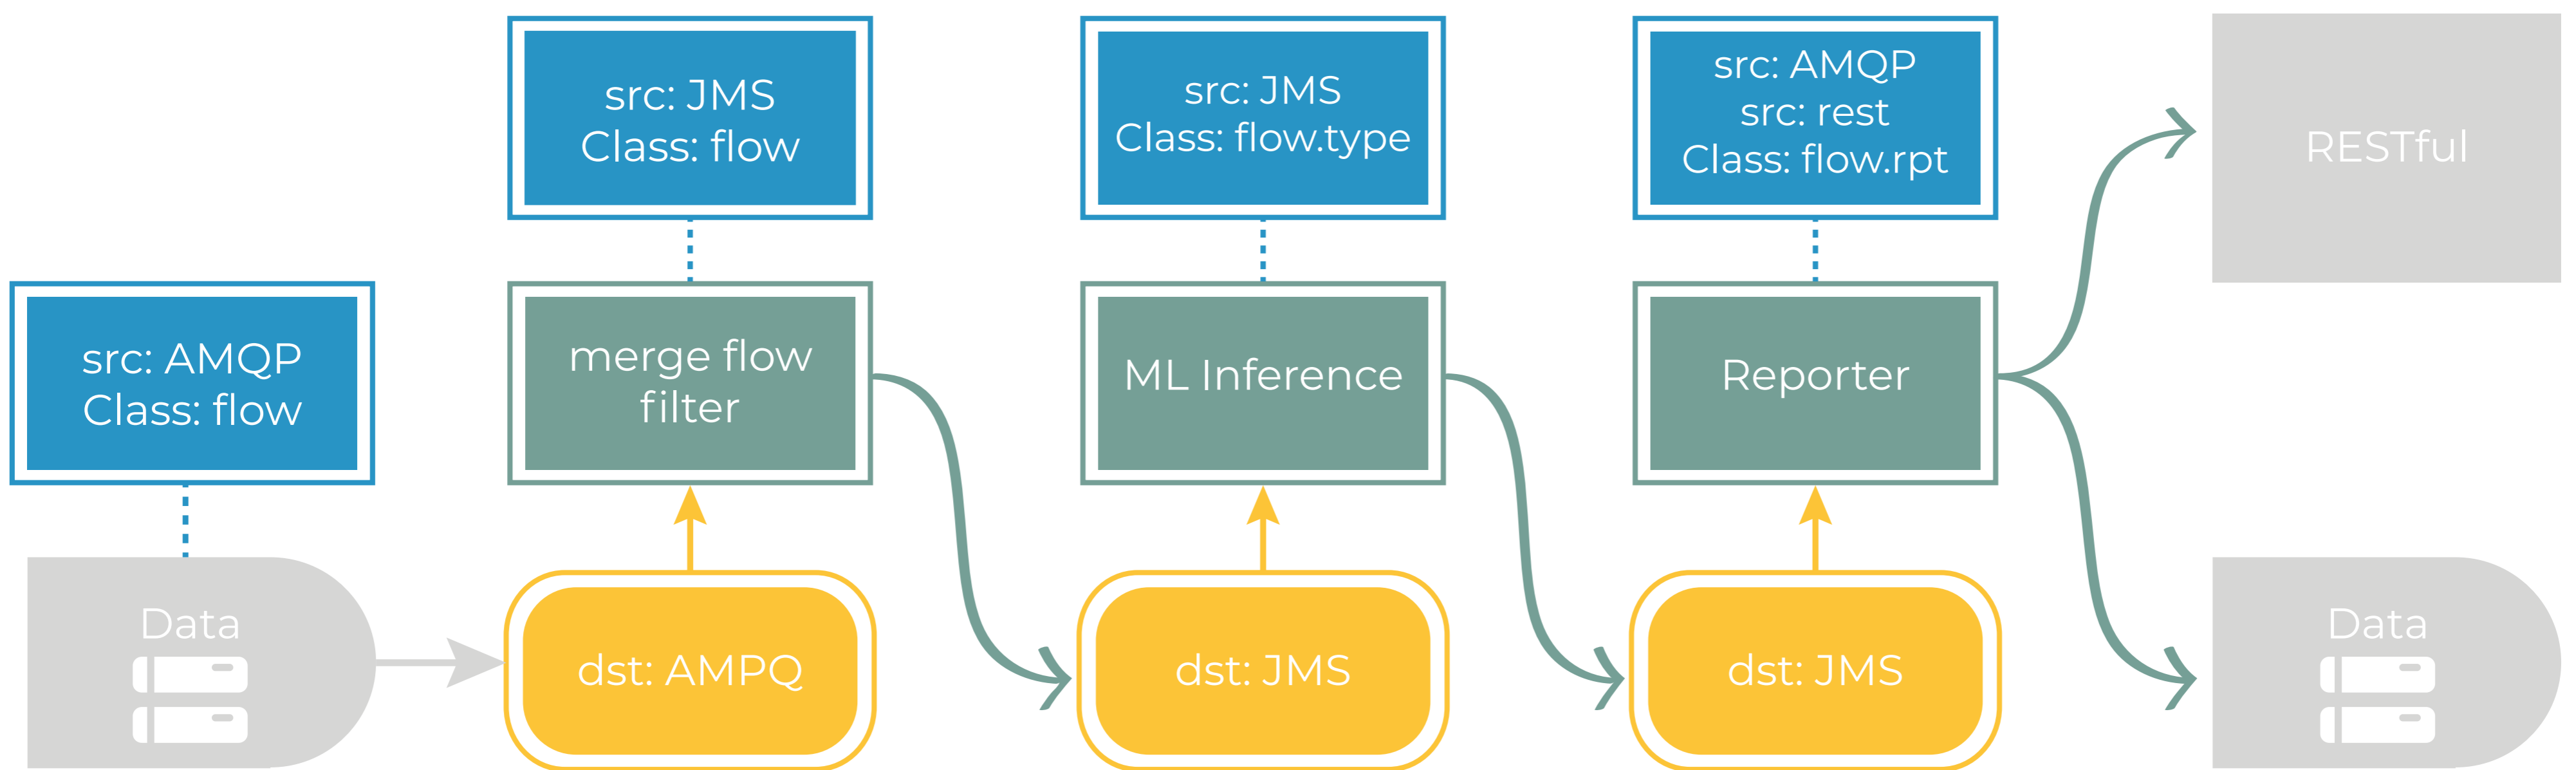 src: JMS
Class: flow
src: JMS
Class: flow.type
src: AMQP
src: rest
Class: flow.rpt
RESTful
src: AMQP
Class: flow
merge flow
filter
ML Inference
Reporter
Data
dst: AMPQ
dst: JMS
dst: JMS
Data